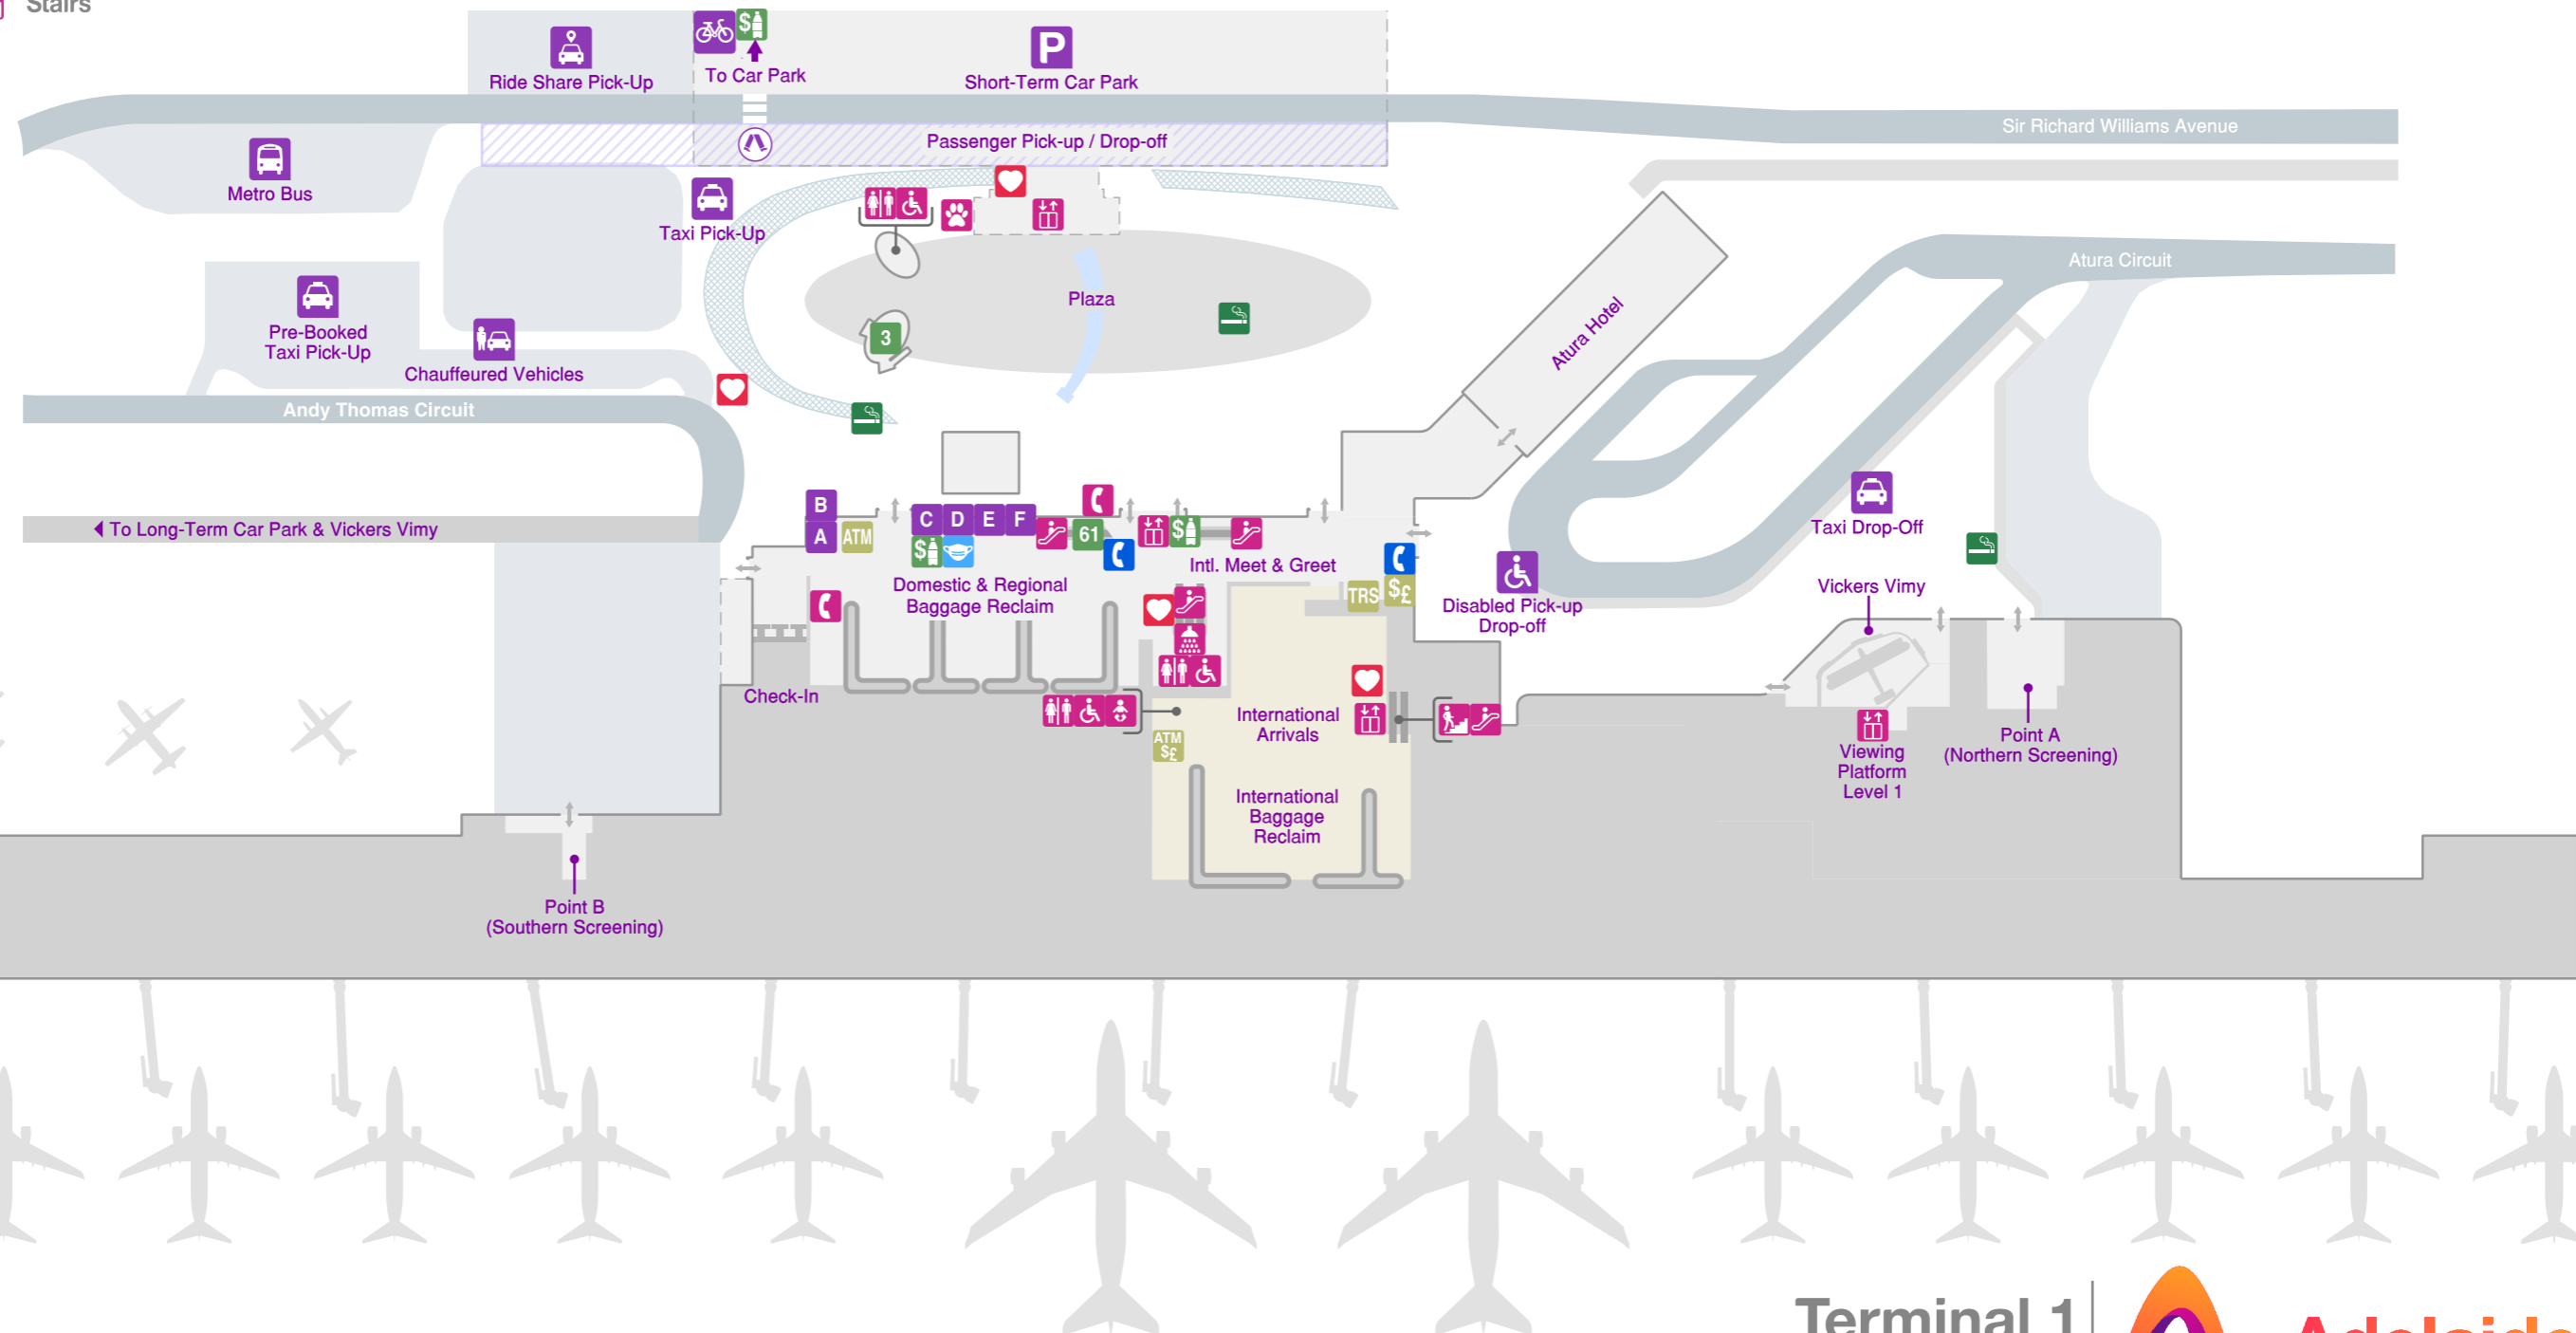 Stairs
Ride Share Pick-Up
$
To Car Park
P
Short-Term Car Park
Sir Richard Williams Avenue
Passenger Pick-up / Drop-off
Metro Bus
Taxi Pick-Up
Atura Circuit
Plaza
Pre-Booked
Taxi Pick-Up
3
Atura Hotel
Chauffeured Vehicles
Andy Thomas Circuit
B
A
ATM
C
D
E
F
61
$
$
To Long-Term Car Park & Vickers Vimy
Taxi Drop-Off
Intl. Meet & Greet
Domestic & Regional
Baggage Reclaim
TRS
$£
Disabled Pick-up
Drop-off
Vickers Vimy
Check-In
International
Arrivals
ATM
$£
Viewing
Platform
Level 1
Point A
(Northern Screening)
International
Baggage
Reclaim
Point B
(Southern Screening)
Terminal 1
Adelaide